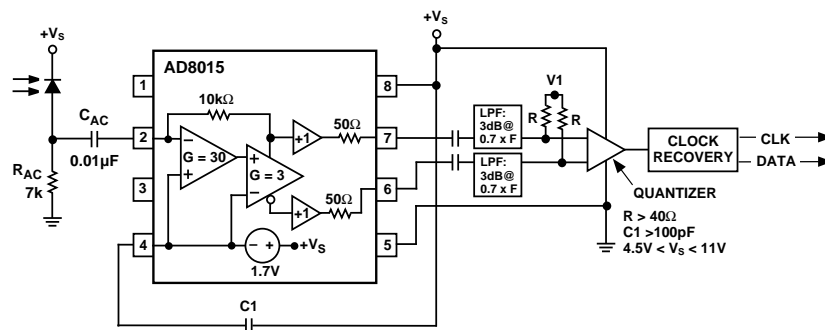 +VS
+VS
AD8015
1
8
V1
10kΩ
LPF:
3dB@
0.7 x F
R
R
CAC
50Ω
+1
2
7
CLOCK
RECOVERY
CLK
DATA
0.01µF
G = 30
G = 3
LPF:
3dB@
0.7 x F
RAC
7k
3
50Ω
+1
6
QUANTIZER
R > 40Ω
C1 >100pF
4.5V < VS < 11V
4
+VS
5
1.7V
C1